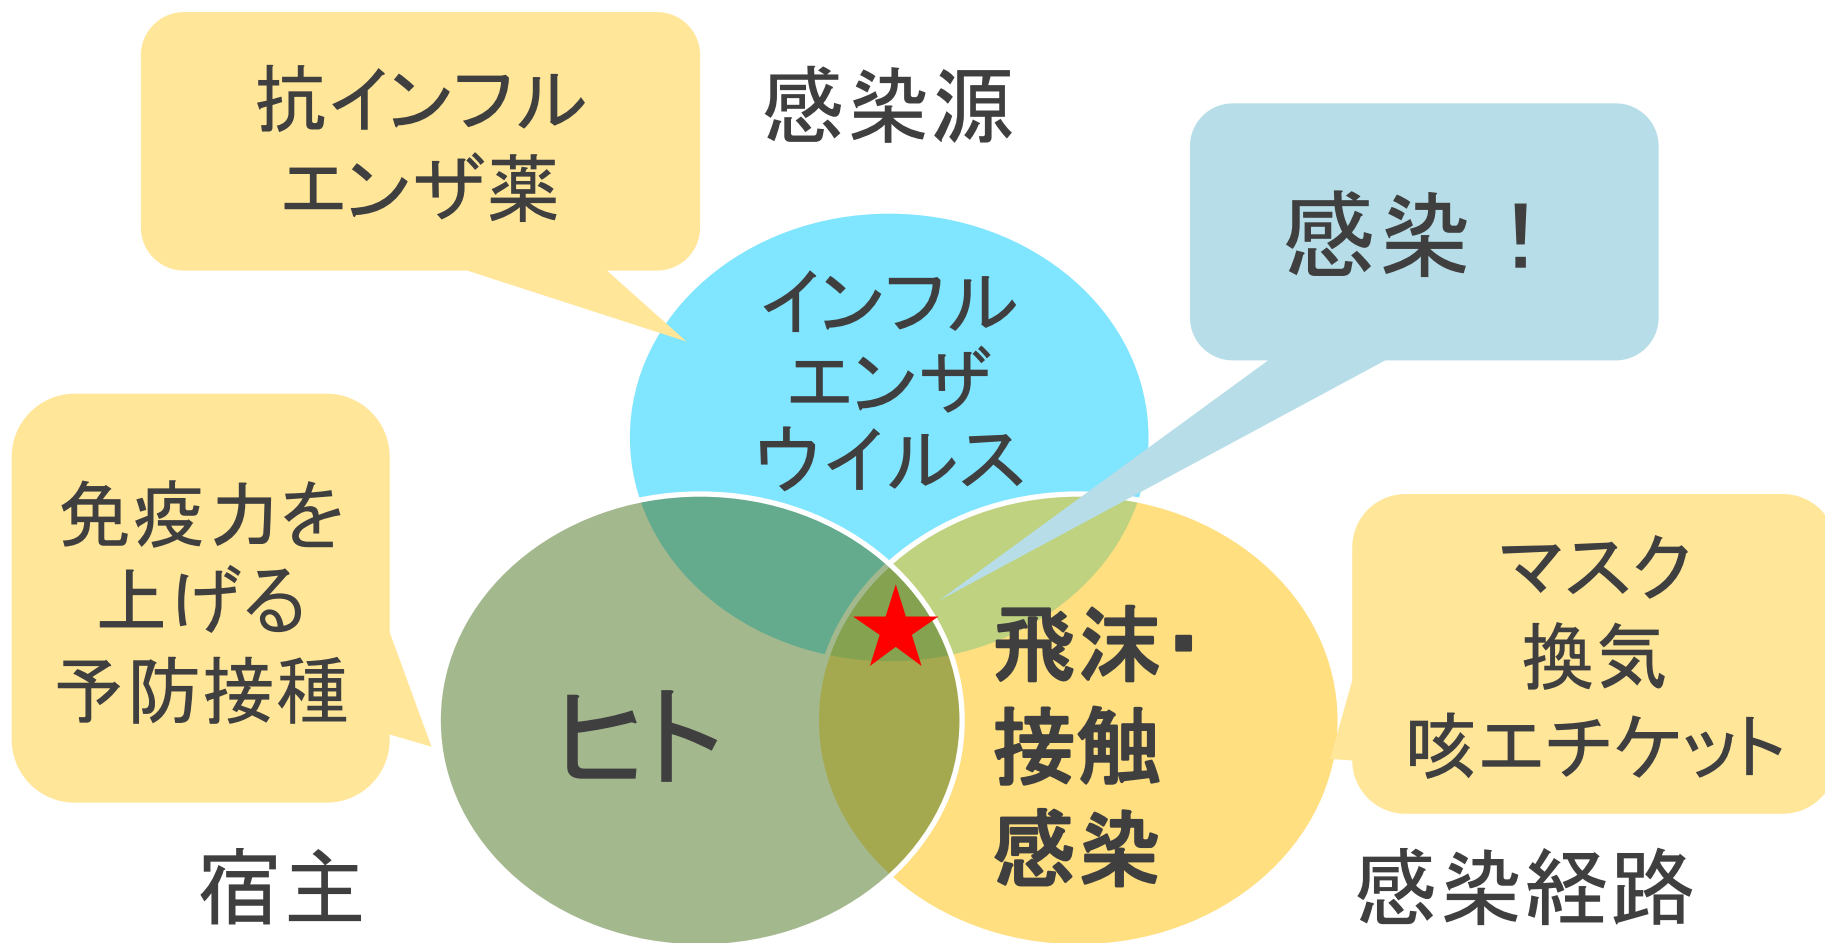 抗インフル
エンザ薬
感染源
感染！
インフル
エンザ
ウイルス
免疫力を
上げる
予防接種
ヒト
飛沫・
接触
感染
マスク
換気
咳エチケット
宿主
感染経路